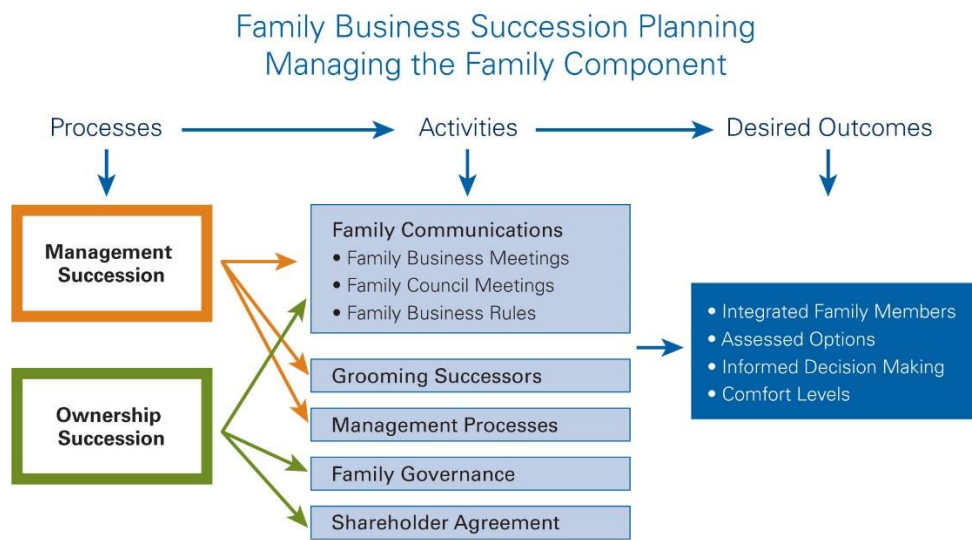 Family Business Succession Planning
Managing the Family Component
Processes
Activities
Desired Outcomes
Management
Succession
Ownership
Succession
Family Communications
• Family Business Meetings
• Family Council Meetings
• Family Business Rules
Grooming Successors
Management Processes
Family Governance
Shareholder Agreement
• Integrated Family Members
• Assessed Options
• Informed Decision Making
• Comfort Levels